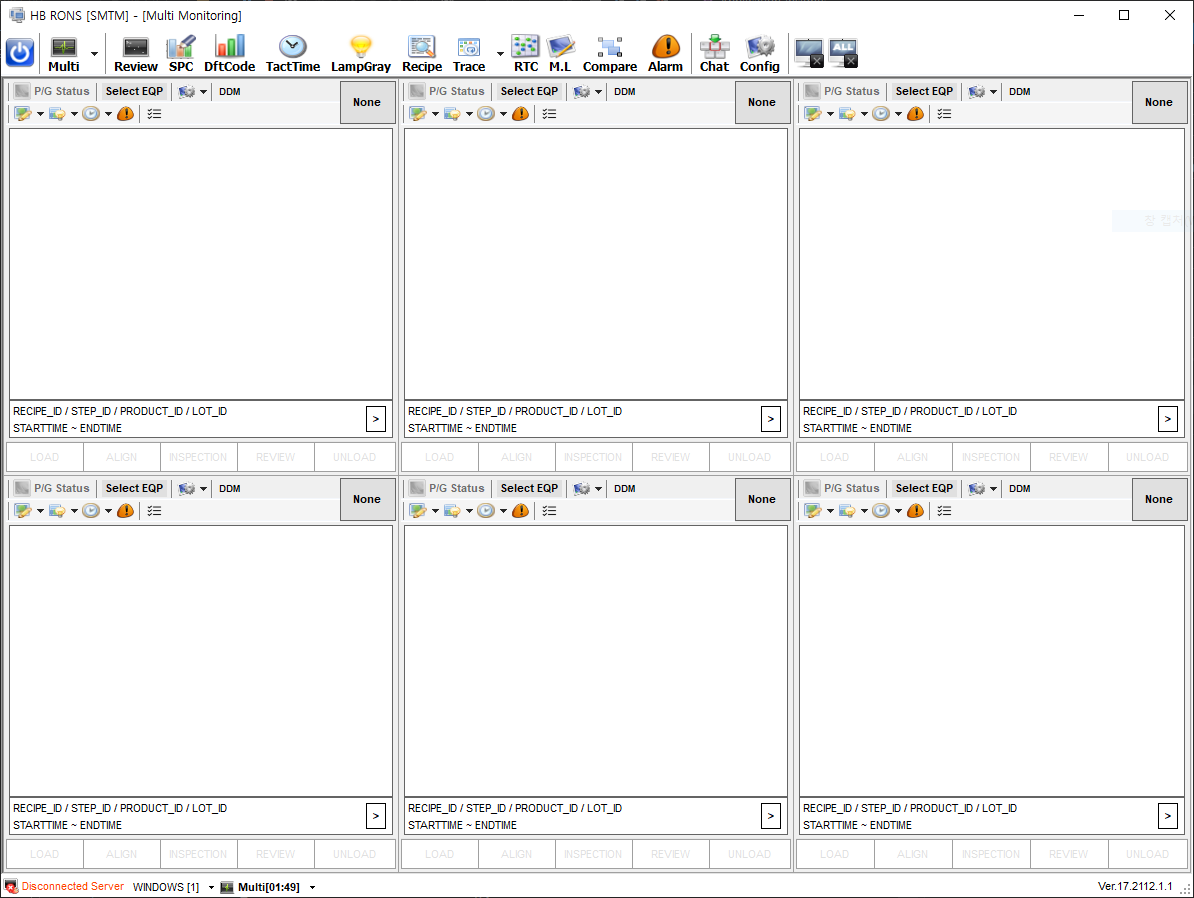 HB RONS [SMTM] - [Multi Monitoring]
Multi Review SPC DftCode TactTime LampGray Recipe Trace RTC M.L Compare Alarm Chat Config ALL
P/G Status Select EQP DDM None P/G Status Select EQP DDM None P/G Status Select EQP DDM None
RECIPE_ID / STEP_ID / PRODUCT_ID / LOT_ID > RECIPE_ID / STEP_ID / PRODUCT_ID / LOT_ID > RECIPE_ID / STEP_ID / PRODUCT_ID / LOT_ID >
STARTTIME ~ ENDTIME STARTTIME ~ ENDTIME STARTTIME ~ ENDTIME
LOAD ALIGN INSPECTION REVIEW UNLOAD LOAD ALIGN INSPECTION REVIEW UNLOAD LOAD ALIGN INSPECTION REVIEW UNLOAD
P/G Status Select EQP DDM None P/G Status Select EQP DDM None P/G Status Select EQP DDM None
RECIPE_ID / STEP_ID / PRODUCT_ID / LOT_ID > RECIPE_ID / STEP_ID / PRODUCT_ID / LOT_ID > RECIPE_ID / STEP_ID / PRODUCT_ID / LOT_ID >
STARTTIME ~ ENDTIME STARTTIME ~ ENDTIME STARTTIME ~ ENDTIME
LOAD ALIGN INSPECTION REVIEW UNLOAD LOAD ALIGN INSPECTION REVIEW UNLOAD LOAD ALIGN INSPECTION REVIEW UNLOAD
Disconnected Server WINDOWS [1] Multi[01:49] Ver.17.2112.1.1